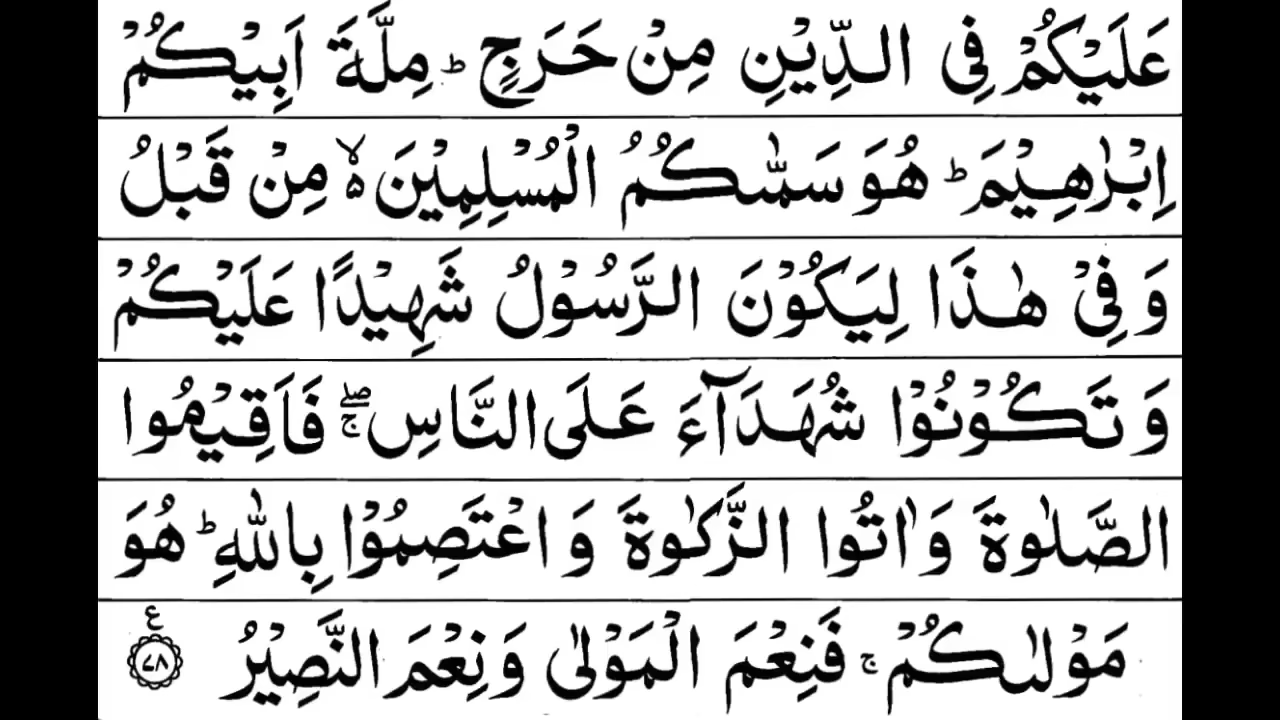 عَلَيْكُمْ فِي الدِّيْنِ مِنْ حَرَجٍ ؕ مِلَّةَ اَبِيْكُمْ
اِبْرٰهِيْمَ ؕ هُوَ سَمّٰىكُمُ الْمُسْلِمِيْنَ ۙ مِنْ قَبْلُ
وَ فِيْ هٰذَا لِيَكُوْنَ الرَّسُوْلُ شَهِيْدًا عَلَيْكُمْ
وَ تَكُوْنُوْا شُهَدَآءَ عَلَى النَّاسِ ۖۚ فَاَقِيْمُوا
الصَّلٰوةَ وَ اٰتُوا الزَّكٰوةَ وَ اعْتَصِمُوْا بِاللّٰهِ ؕ هُوَ
مَوْلٰىكُمْ ۚ فَنِعْمَ الْمَوْلٰى وَ نِعْمَ النَّصِيْرُ ۧ ﴿۷۸﴾